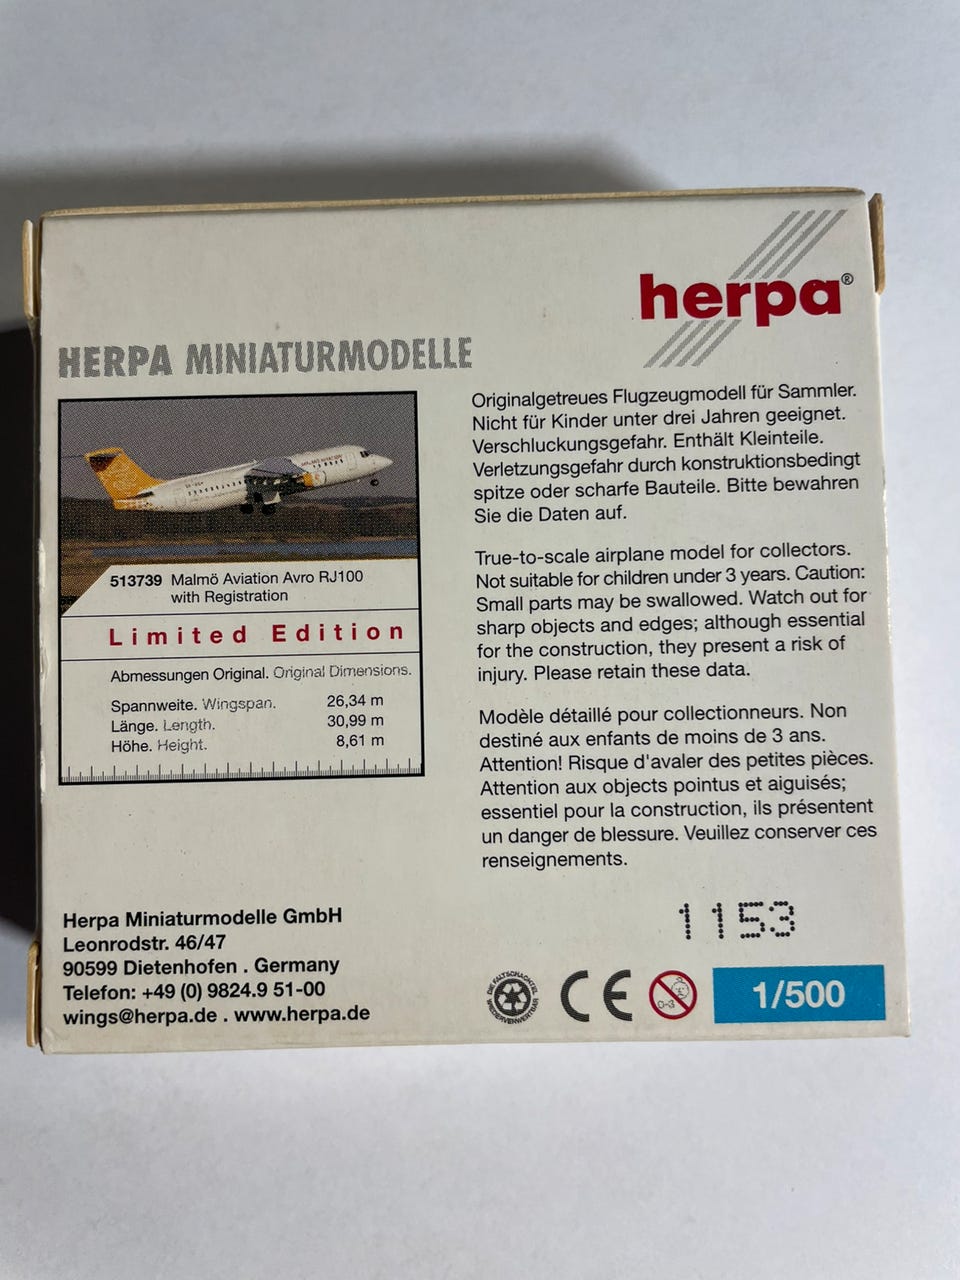 herpa®
HERPA MINIATURMODELLE
513739 Malmö Aviation Avro RJ100
with Registration
Limited Edition
Abmessungen Original. Original Dimensions.
Spannweite. Wingspan. 26,34 m
Länge. Length. 30,99 m
Höhe. Height. 8,61 m
Originalgetreues Flugzeugmodell für Sammler.
Nicht für Kinder unter drei Jahren geeignet.
Verschluckungsgefahr. Enthält Kleinteile.
Verletzungsgefahr durch konstruktionsbedingt
spitze oder scharfe Bauteile. Bitte bewahren
Sie die Daten auf.
True-to-scale airplane model for collectors.
Not suitable for children under 3 years. Caution:
Small parts may be swallowed. Watch out for
sharp objects and edges; although essential
for the construction, they present a risk of
injury. Please retain these data.
Modèle détaillé pour collectionneurs. Non
destiné aux enfants de moins de 3 ans.
Attention! Risque d'avaler des petites pièces.
Attention aux objects pointus et aiguisés;
essentiel pour la construction, ils présentent
un danger de blessure. Veuillez conserver ces
renseignements.
Herpa Miniaturmodelle GmbH
Leonrodstr. 46/47
90599 Dietenhofen . Germany
Telefon: +49 (0) 9824.9 51-00
wings@herpa.de . www.herpa.de
1153
DIE FALTSCHACHTEL
WIEDERVERWERTBAR
CE
0-3
1/500